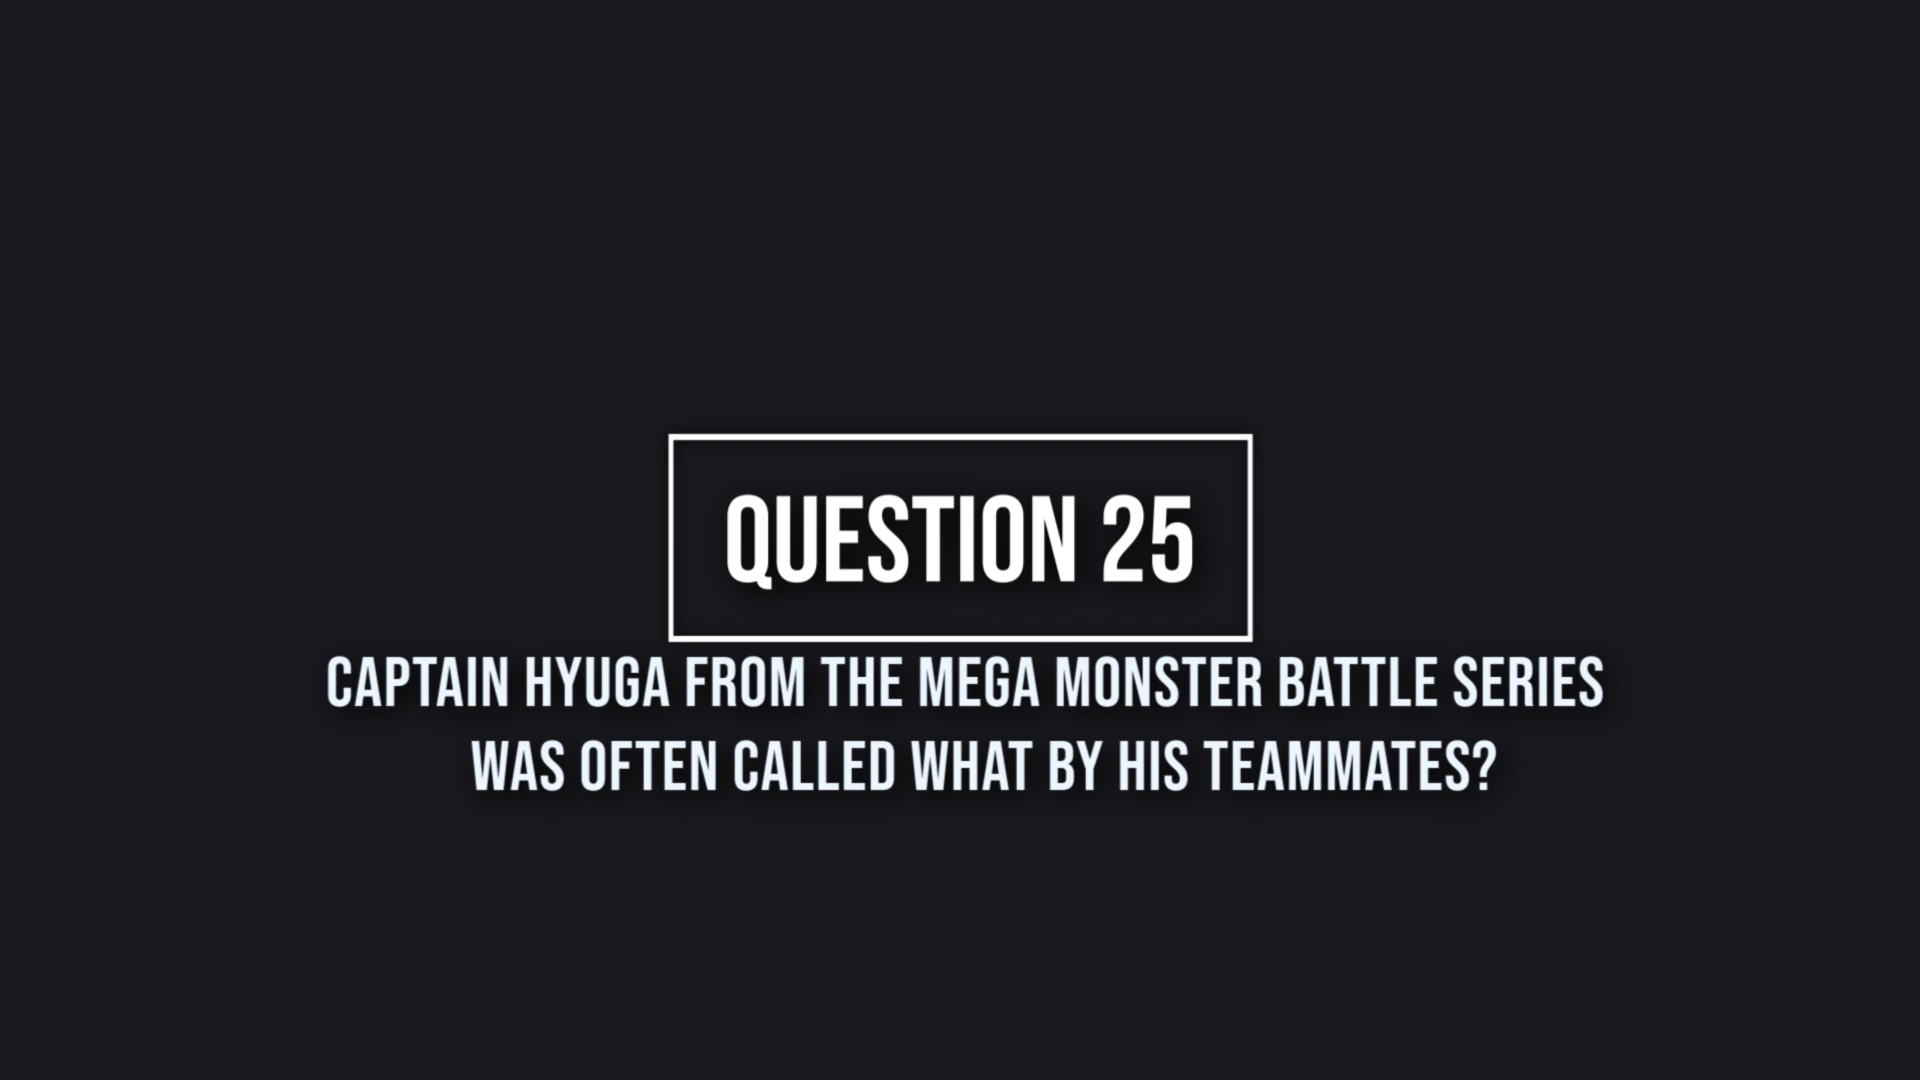 QUESTION 25
CAPTAIN HYUGA FROM THE MEGA MONSTER BATTLE SERIES
WAS OFTEN CALLED WHAT BY HIS TEAMMATES?